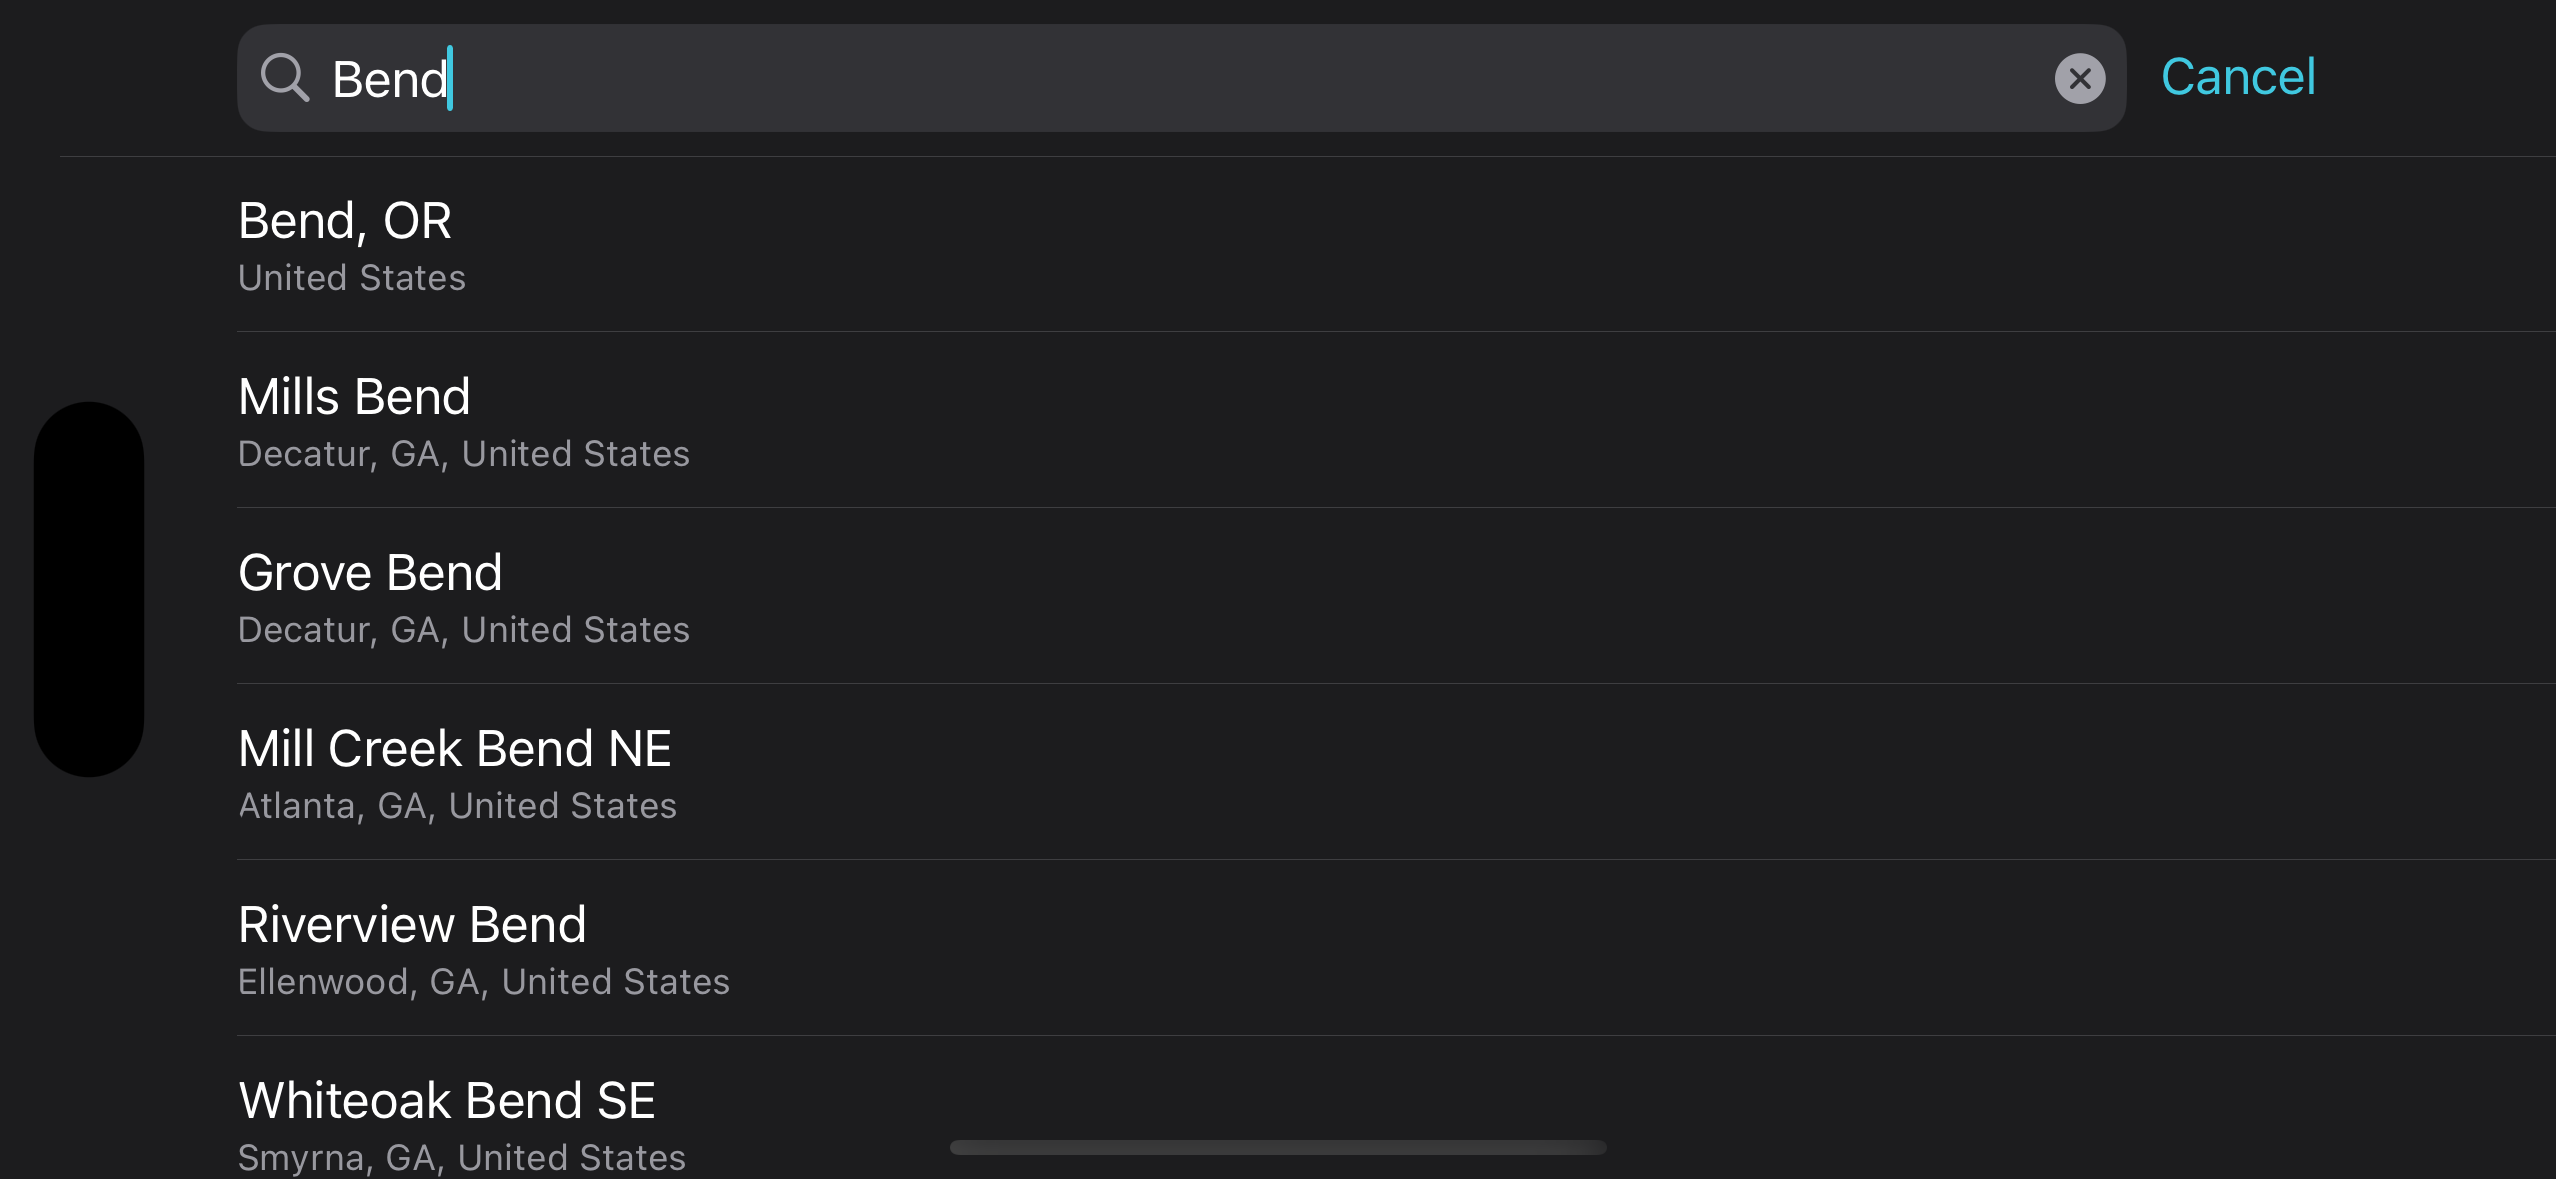 Bend
Cancel
Bend, OR
United States
Mills Bend
Decatur, GA, United States
Grove Bend
Decatur, GA, United States
Mill Creek Bend NE
Atlanta, GA, United States
Riverview Bend
Ellenwood, GA, United States
Whiteoak Bend SE
Smyrna, GA, United States